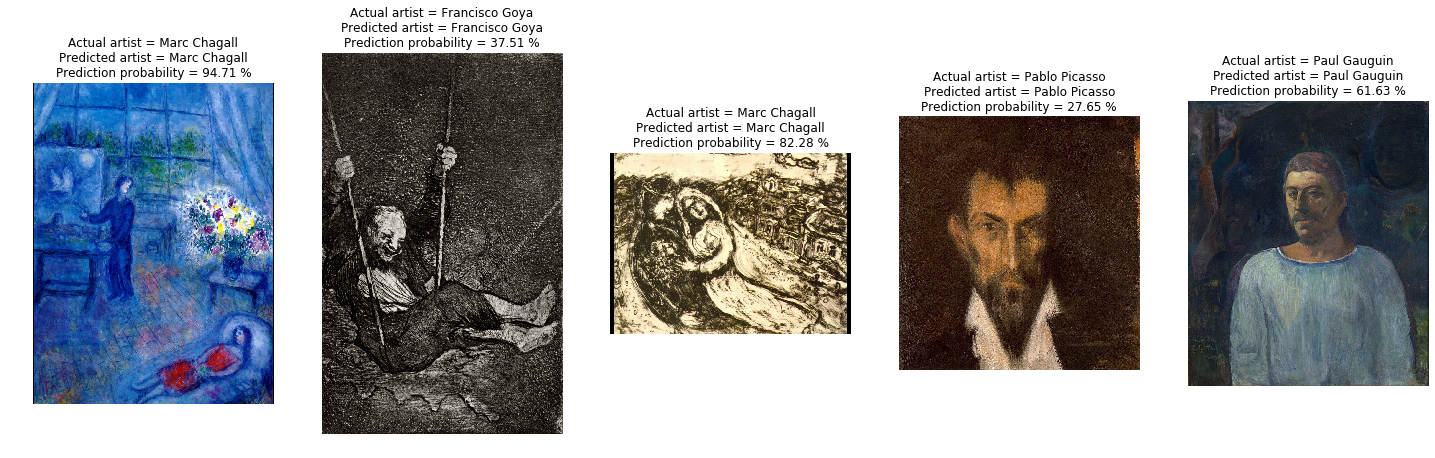 Actual artist = Marc Chagall
Predicted artist = Marc Chagall
Prediction probability = 94.71 %
Actual artist = Francisco Goya
Predicted artist = Francisco Goya
Prediction probability = 37.51 %
Actual artist = Marc Chagall
Predicted artist = Marc Chagall
Prediction probability = 82.28 %
Actual artist = Pablo Picasso
Predicted artist = Pablo Picasso
Prediction probability = 27.65 %
Actual artist = Paul Gauguin
Predicted artist = Paul Gauguin
Prediction probability = 61.63 %